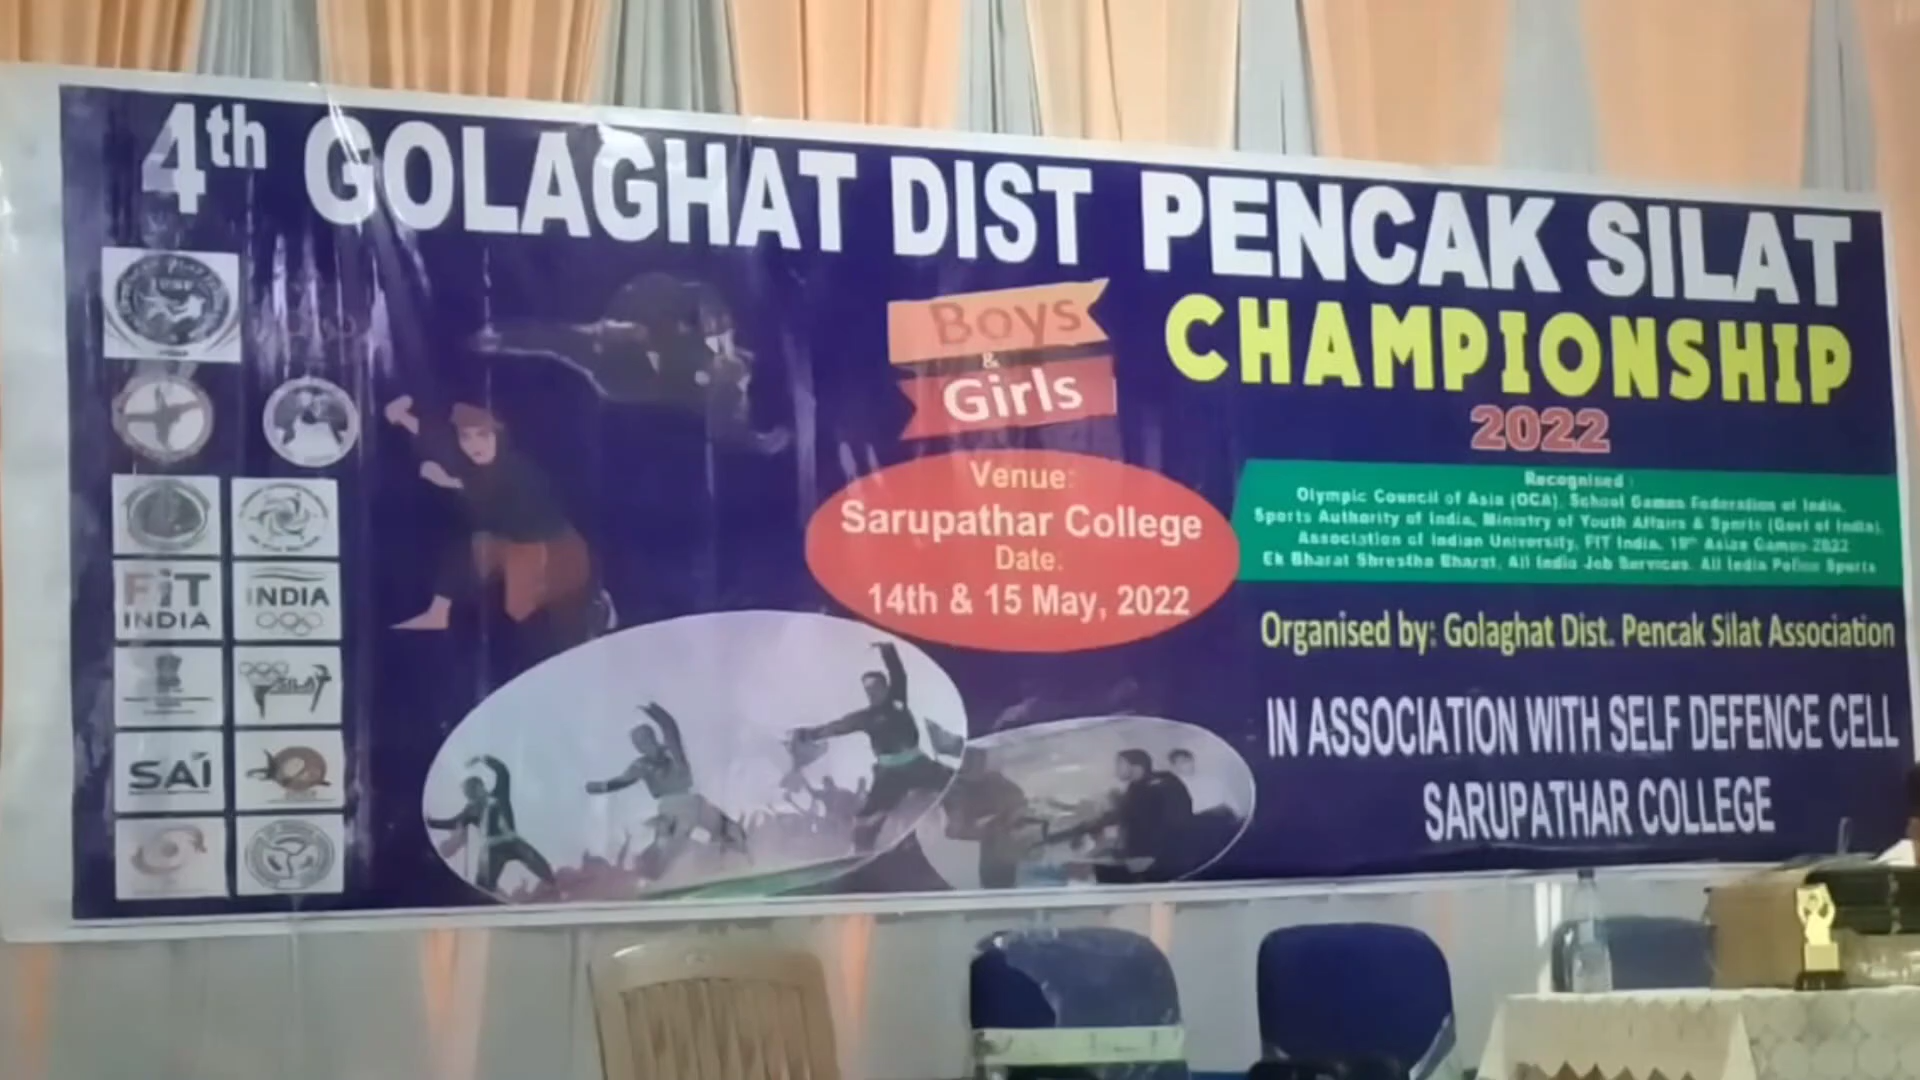 4th GOLAGHAT DIST PENCAK SILAT
CHAMPIONSHIP
2022
Boys
&
Girls
Venue:
Sarupathar College
Date.
14th & 15 May, 2022
Recognised :
Olympic Council of Asia (OCA), School Games Federation of India,
Sports Authority of India, Ministry of Youth Affairs & Sports (Govt of India),
Association of Indian University, FIT India, 19th Asian Games 2022
Ek Bharat Shrestha Bharat, All India Job Services, All India Police Sports
Organised by: Golaghat Dist. Pencak Silat Association
IN ASSOCIATION WITH SELF DEFENCE CELL
SARUPATHAR COLLEGE
FiT
INDIA
INDIA
SILAT
SAI